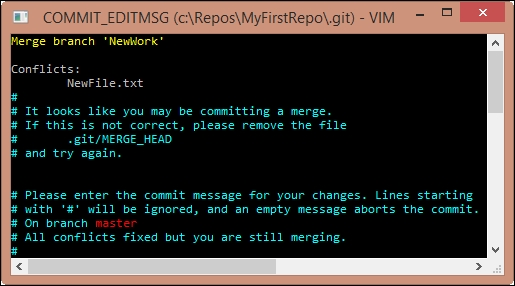 COMMIT_EDITMSG (c:\Repos\MyFirstRepo\.git) - VIM
Merge branch 'NewWork'
Conflicts:
NewFile.txt
#
# It looks like you may be committing a merge.
# If this is not correct, please remove the file
#       .git/MERGE_HEAD
# and try again.
# Please enter the commit message for your changes. Lines starting
# with '#' will be ignored, and an empty message aborts the commit.
# On branch master
# All conflicts fixed but you are still merging.
#